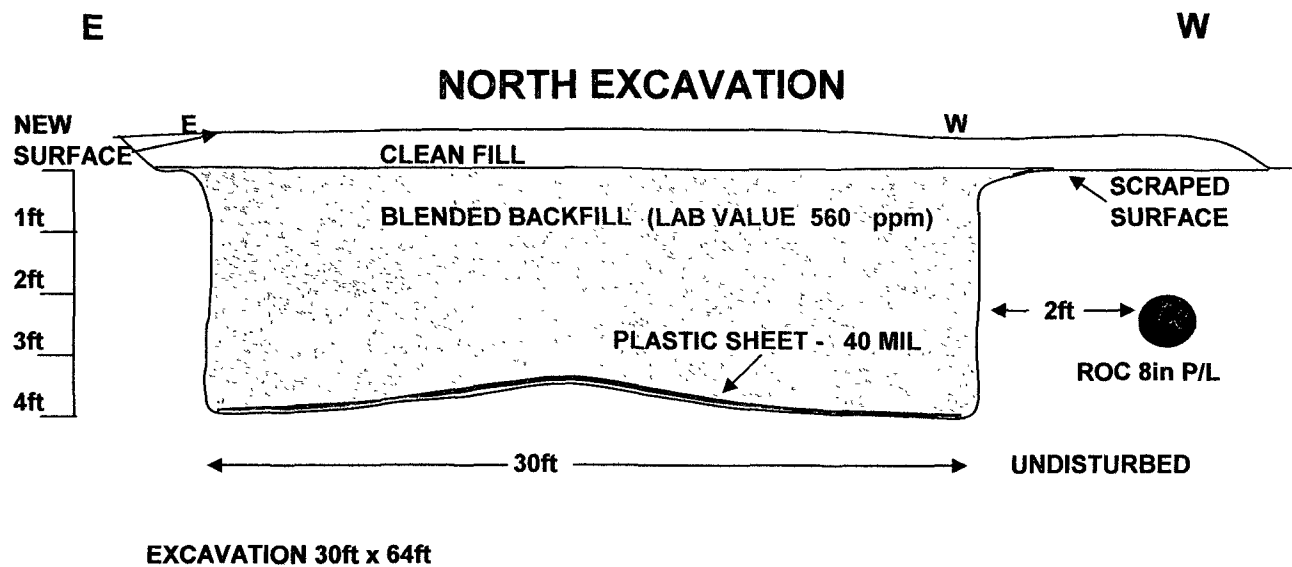 E W
NORTH EXCAVATION
NEW
SURFACE
E W
CLEAN FILL
SCRAPED
SURFACE
BLENDED BACKFILL (LAB VALUE 560 ppm)
1ft
2ft
3ft
4ft
2ft
PLASTIC SHEET - 40 MIL
ROC 8in P/L
30ft
UNDISTURBED
EXCAVATION 30ft x 64ft